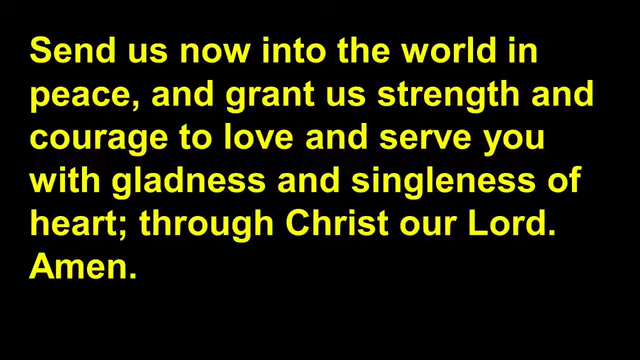 Send us now into the world in
peace, and grant us strength and
courage to love and serve you
with gladness and singleness of
heart; through Christ our Lord.
Amen.